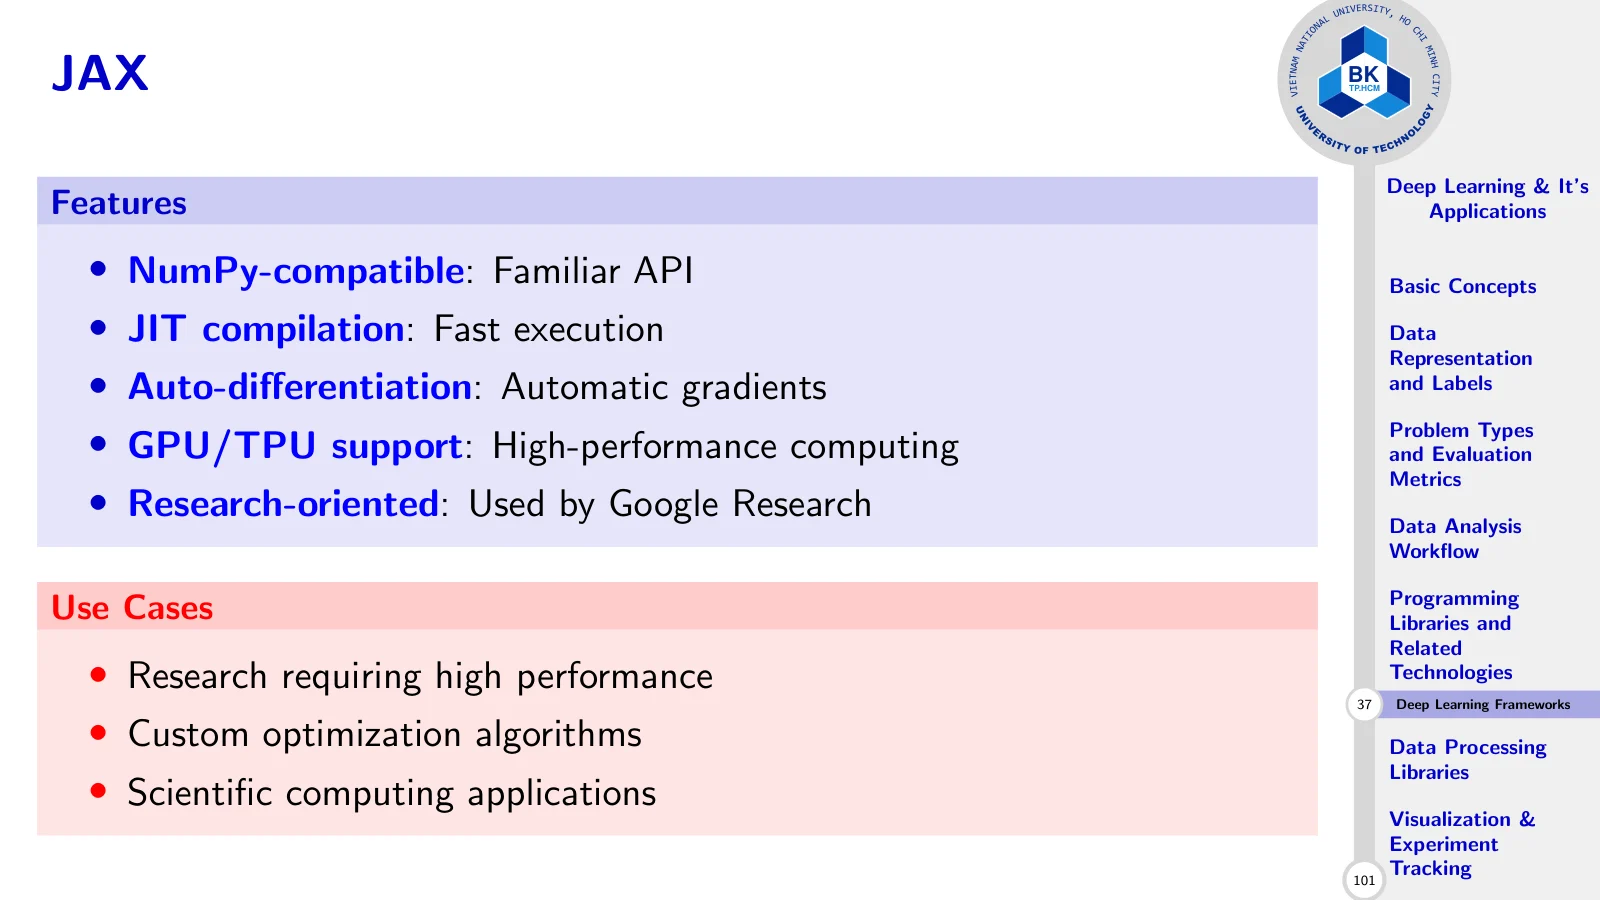 JAX
Features
• NumPy-compatible: Familiar API
• JIT compilation: Fast execution
• Auto-differentiation: Automatic gradients
• GPU/TPU support: High-performance computing
• Research-oriented: Used by Google Research
Use Cases
• Research requiring high performance
• Custom optimization algorithms
• Scientific computing applications
VIETNAM NATIONAL UNIVERSITY, HO CHI MINH CITY
BK
TP.HCM
UNIVERSITY OF TECHNOLOGY
Deep Learning & It's
Applications
Basic Concepts
Data
Representation
and Labels
Problem Types
and Evaluation
Metrics
Data Analysis
Workflow
Programming
Libraries and
Related
Technologies
37 Deep Learning Frameworks
Data Processing
Libraries
Visualization &
Experiment
Tracking
101